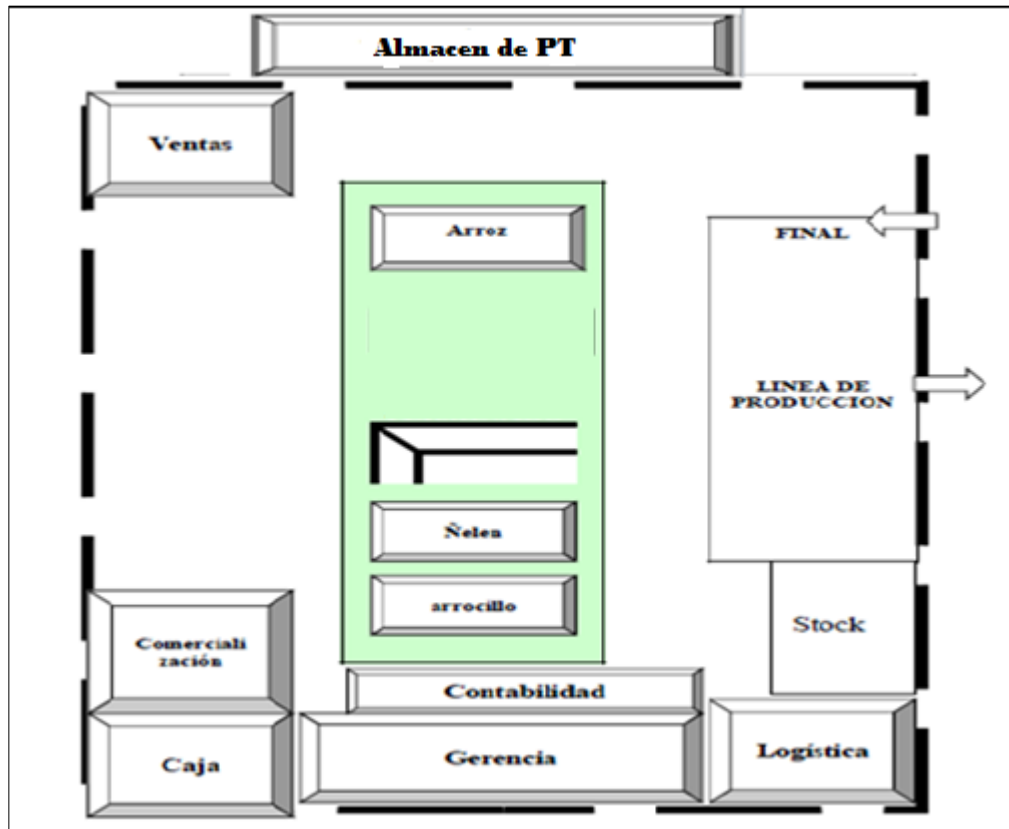 Almacen de PT
Ventas
Arroz
FINAL
LINEA DE
PRODUCCION
Ñelen
arrocillo
Stock
Comerciali
zación
Contabilidad
Caja
Gerencia
Logística